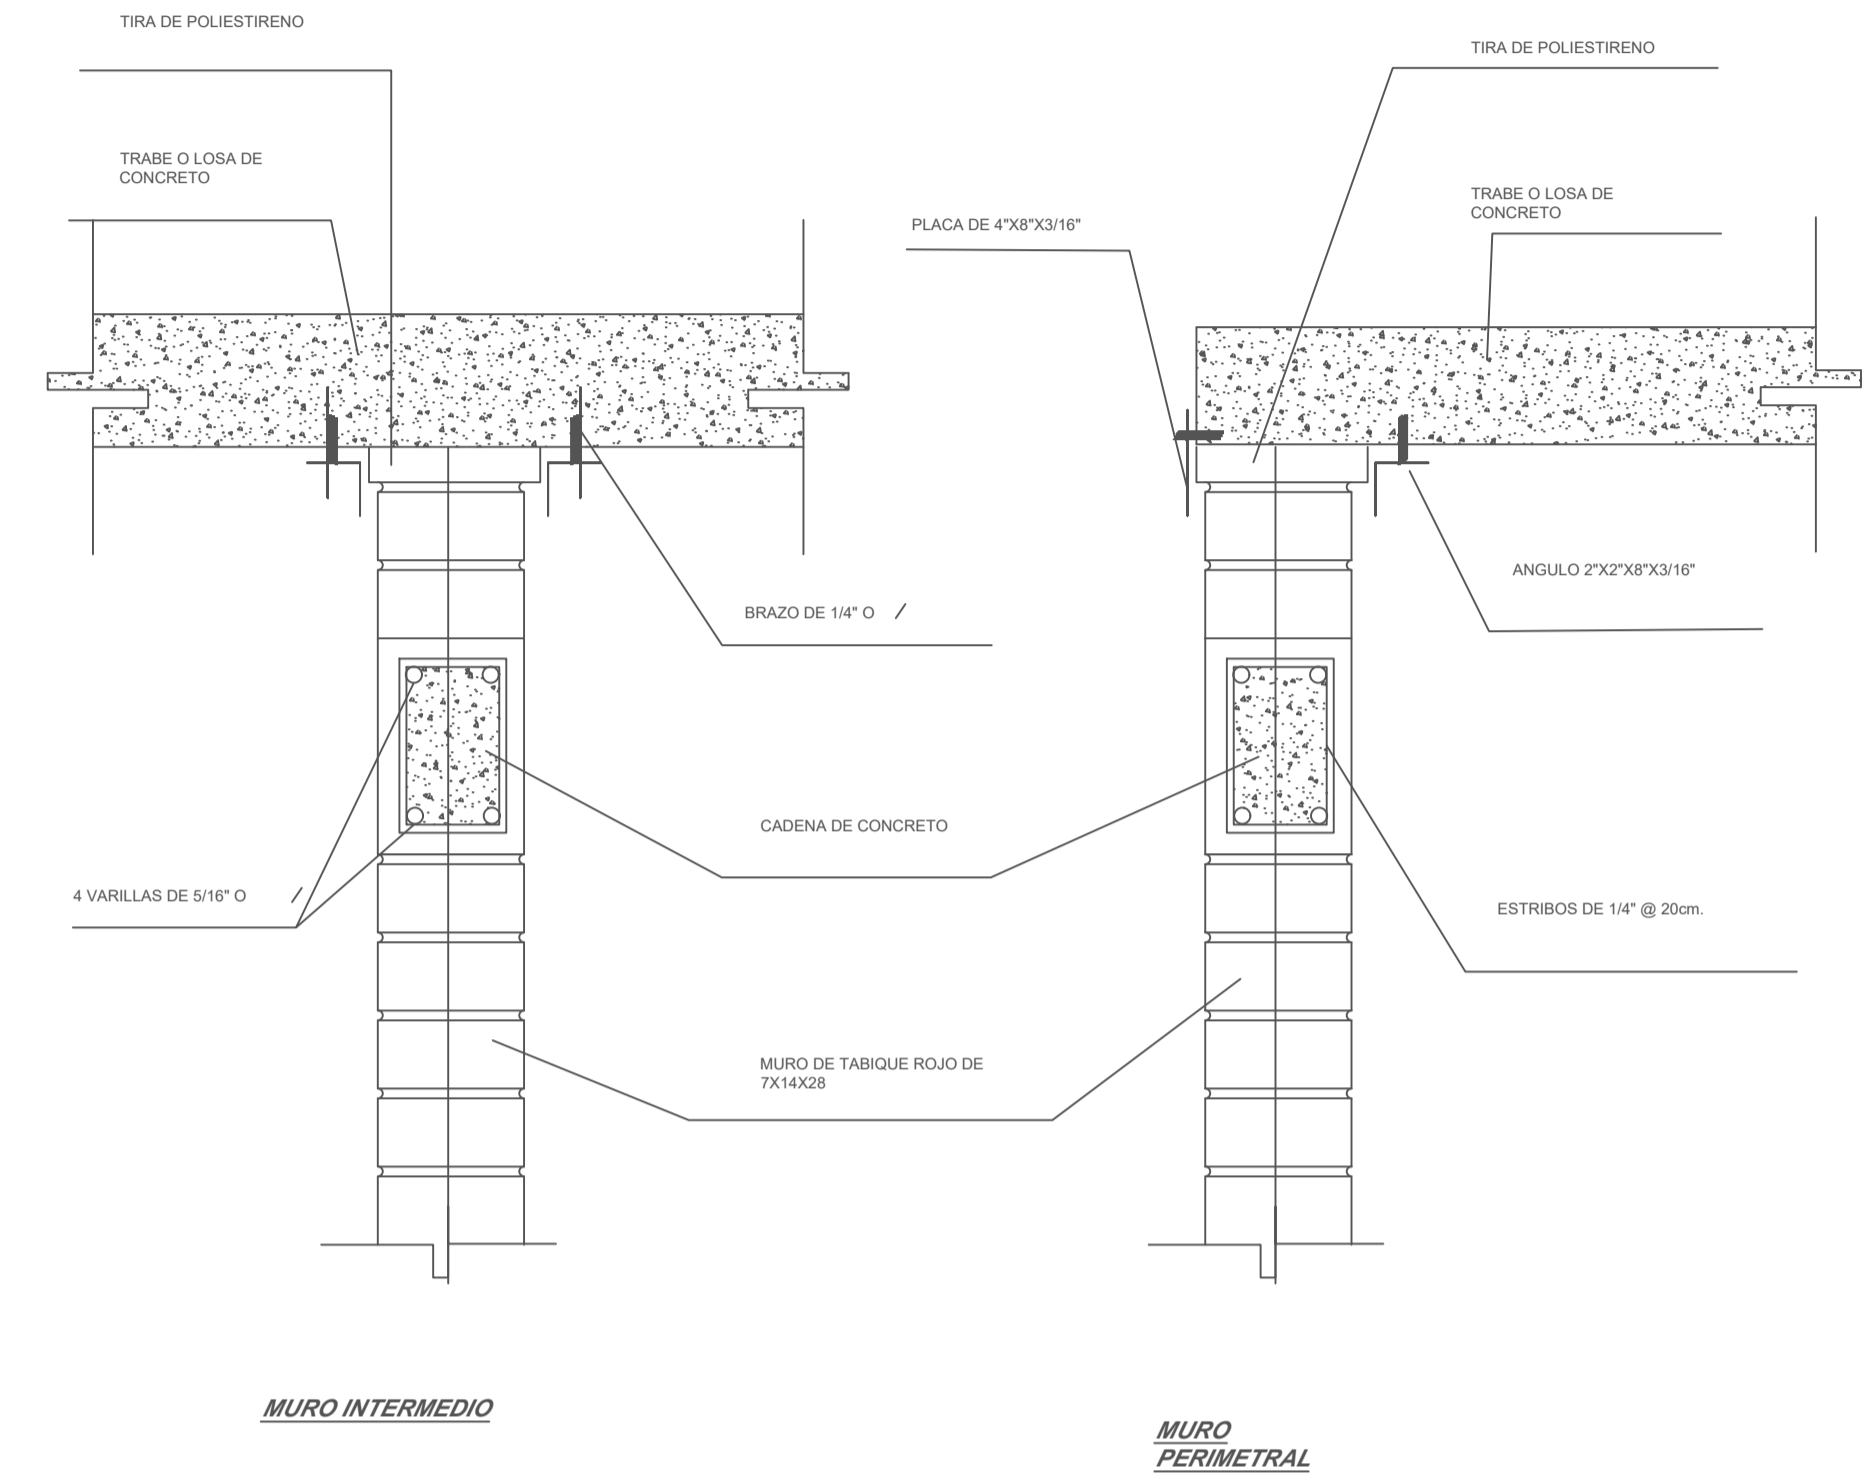 TIRA DE POLIESTIRENO
TIRA DE POLIESTIRENO
TRABE O LOSA DE
CONCRETO
TRABE O LOSA DE
CONCRETO
PLACA DE 4"X8"X3/16"
ANGULO 2"X2"X8"X3/16"
BRAZO DE 1/4" O /
CADENA DE CONCRETO
4 VARILLAS DE 5/16" O /
ESTRIBOS DE 1/4" @ 20cm.
MURO DE TABIQUE ROJO DE
7X14X28
MURO INTERMEDIO
MURO
PERIMETRAL